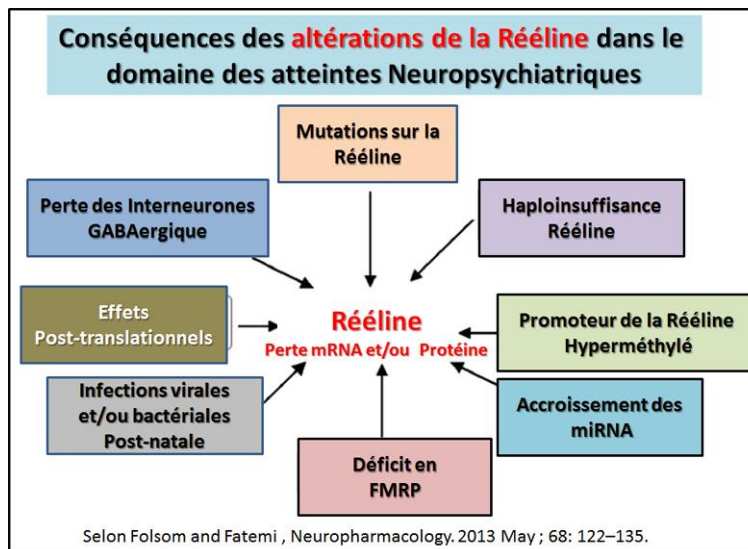 Conséquences des altérations de la Rééline dans le
domaine des atteintes Neuropsychiatriques
Mutations sur la
Rééline
Perte des Interneurones
GABAergique
Haploinsuffisance
Rééline
Effets
Post-translationnels
Rééline
Perte mRNA et/ou Protéine
Promoteur de la Rééline
Hyperméthylé
Infections virales
et/ou bactériales
Post-natale
Accroissement des
miRNA
Déficit en
FMRP
Selon Folsom and Fatemi , Neuropharmacology. 2013 May ; 68: 122–135.